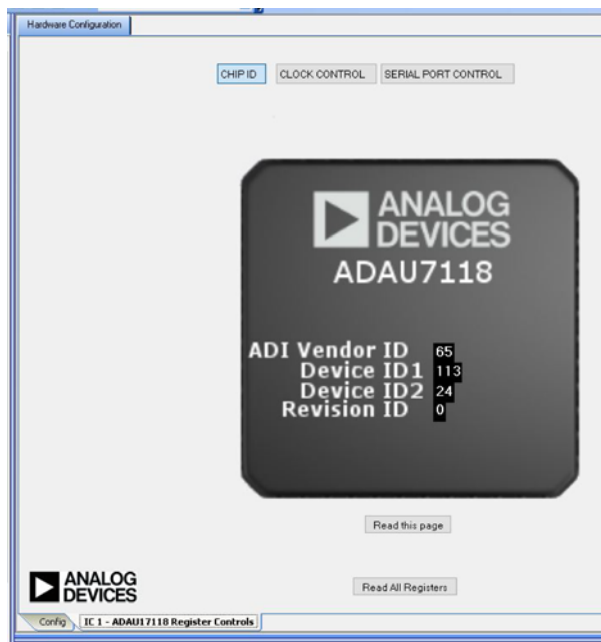 Hardware Configuration
CHIP ID CLOCK CONTROL SERIAL PORT CONTROL
ANALOG
DEVICES
ADAU7118
ADI Vendor ID 65
Device ID1 113
Device ID2 24
Revision ID 0
Read this page
ANALOG
DEVICES
Read All Registers
Config IC 1 - ADAU17118 Register Controls